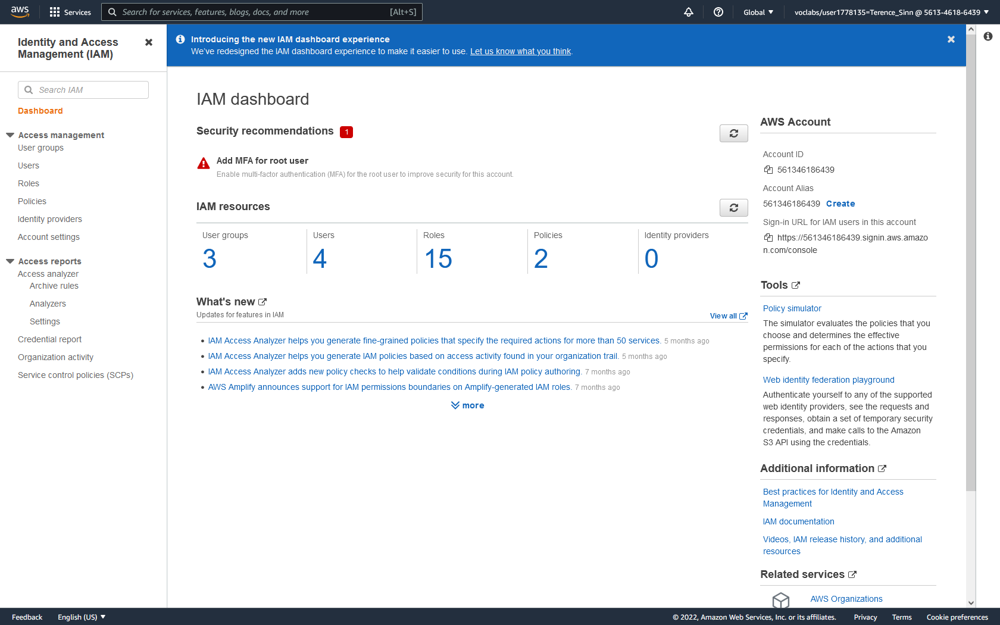 aws
Services
Search for services, features, blogs, docs, and more
[Alt+S]
Global
voclabs/user1778135=Terence_Sinn @ 5613-4618-6439
Identity and Access
Management (IAM)
Search IAM
Dashboard
Access management
User groups
Users
Roles
Policies
Identity providers
Account settings
Access reports
Access analyzer
Archive rules
Analyzers
Settings
Credential report
Organization activity
Service control policies (SCPs)
Introducing the new IAM dashboard experience
We've redesigned the IAM dashboard experience to make it easier to use. Let us know what you think.
IAM dashboard
Security recommendations 1
Add MFA for root user
Enable multi-factor authentication (MFA) for the root user to improve security for this account.
IAM resources
User groups
3
Users
4
Roles
15
Policies
2
Identity providers
0
What's new
Updates for features in IAM
View all
IAM Access Analyzer helps you generate fine-grained policies that specify the required actions for more than 50 services. 5 months ago
IAM Access Analyzer helps you generate IAM policies based on access activity found in your organization trail. 5 months ago
IAM Access Analyzer adds new policy checks to help validate conditions during IAM policy authoring. 7 months ago
AWS Amplify announces support for IAM permissions boundaries on Amplify-generated IAM roles. 7 months ago
more
AWS Account
Account ID
561346186439
Account Alias
561346186439 Create
Sign-in URL for IAM users in this account
https://561346186439.signin.aws.amazo
n.com/console
Tools
Policy simulator
The simulator evaluates the policies that you
choose and determines the effective
permissions for each of the actions that you
specify.
Web identity federation playground
Authenticate yourself to any of the supported
web identity providers, see the requests and
responses, obtain a set of temporary security
credentials, and make calls to the Amazon
S3 API using the credentials.
Additional information
Best practices for Identity and Access
Management
IAM documentation
Videos, IAM release history, and additional
resources
Related services
AWS Organizations
Feedback
English (US)
© 2022, Amazon Web Services, Inc. or its affiliates.
Privacy
Terms
Cookie preferences